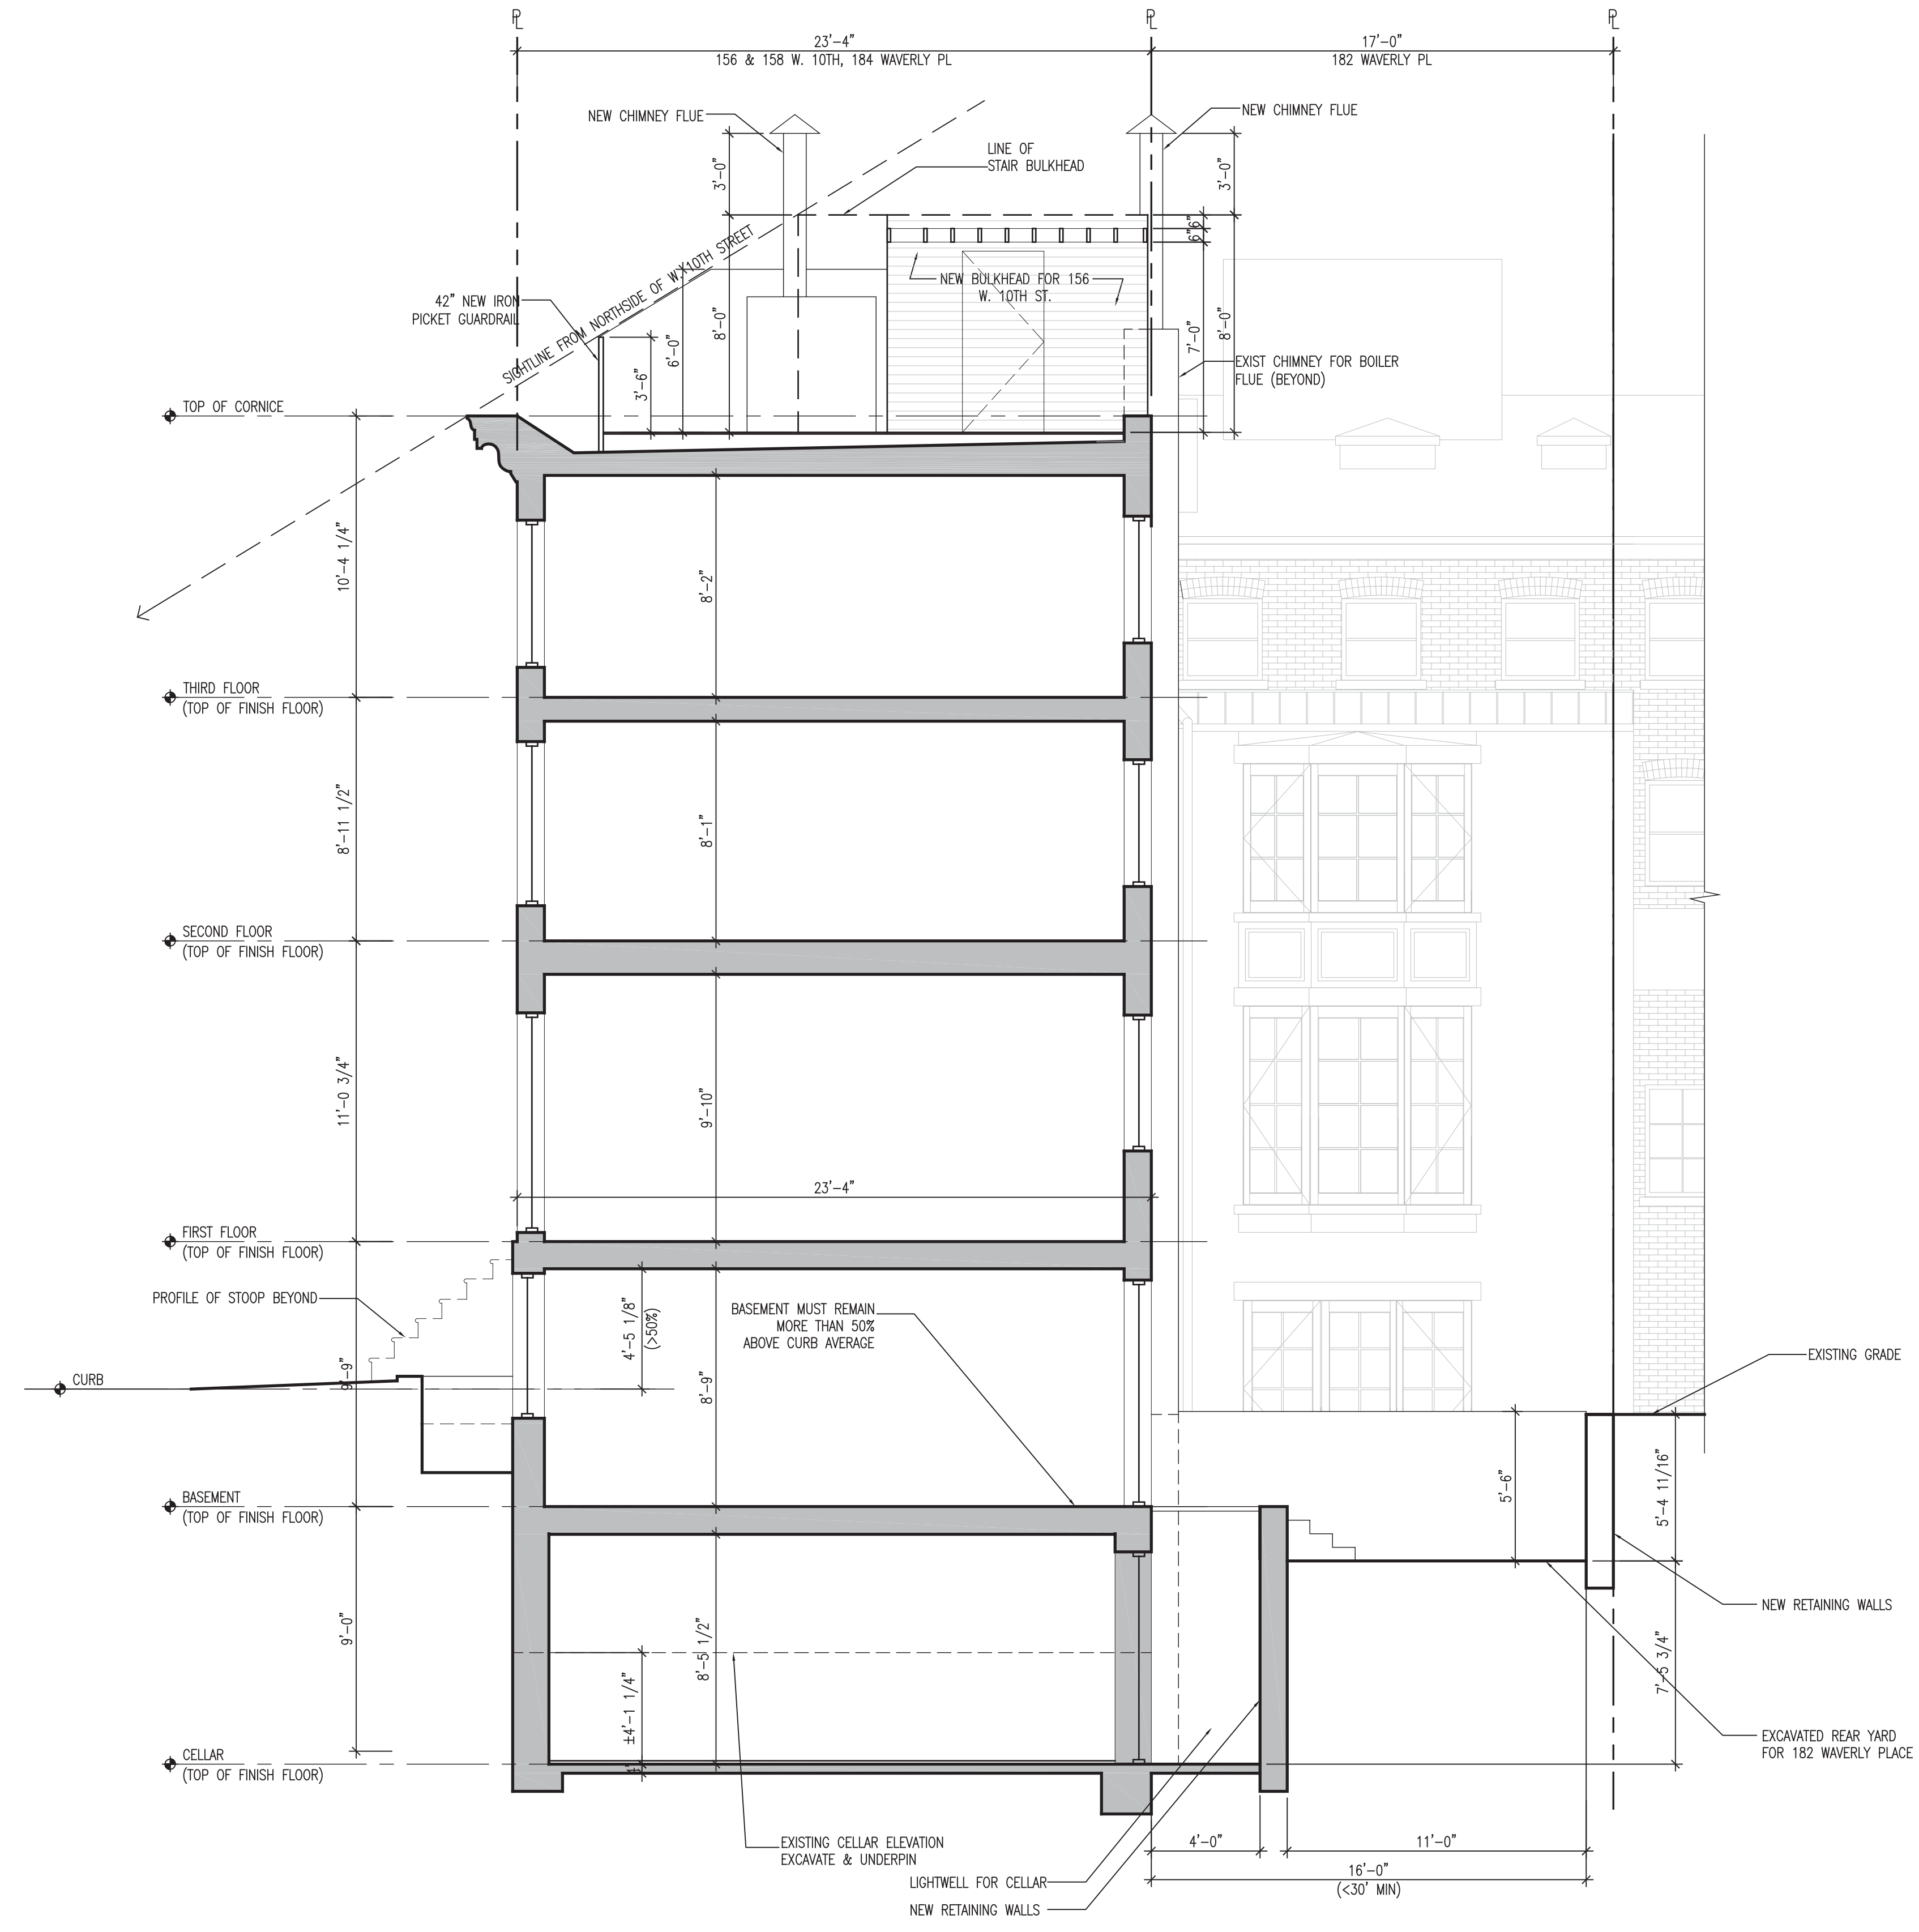 PL
PL
PL
23'-4"
17'-0"
156 & 158 W. 10TH, 184 WAVERLY PL
182 WAVERLY PL
NEW CHIMNEY FLUE
NEW CHIMNEY FLUE
LINE OF
STAIR BULKHEAD
3'-0"
3'-0"
6"
6"
SIGHTLINE FROM NORTHSIDE OF W. 10TH STREET
NEW BULKHEAD FOR 156
W. 10TH ST.
42" NEW IRON
PICKET GUARDRAIL
3'-6"
6'-0"
8'-0"
7'-0"
8'-0"
EXIST CHIMNEY FOR BOILER
FLUE (BEYOND)
TOP OF CORNICE
10'-4 1/4"
8'-2"
THIRD FLOOR
(TOP OF FINISH FLOOR)
8'-11 1/2"
8'-1"
SECOND FLOOR
(TOP OF FINISH FLOOR)
11'-0 3/4"
9'-10"
23'-4"
FIRST FLOOR
(TOP OF FINISH FLOOR)
PROFILE OF STOOP BEYOND
4'-5 1/8"
(>50%)
BASEMENT MUST REMAIN
MORE THAN 50%
ABOVE CURB AVERAGE
EXISTING GRADE
CURB
9'-9"
8'-9"
5'-6"
5'-4 11/16"
BASEMENT
(TOP OF FINISH FLOOR)
NEW RETAINING WALLS
9'-0"
±4'-1 1/4"
8'-5 1/2"
7'-5 3/4"
EXCAVATED REAR YARD
FOR 182 WAVERLY PLACE
CELLAR
(TOP OF FINISH FLOOR)
4"
EXISTING CELLAR ELEVATION
EXCAVATE & UNDERPIN
4'-0"
11'-0"
16'-0"
(<30' MIN)
LIGHTWELL FOR CELLAR
NEW RETAINING WALLS